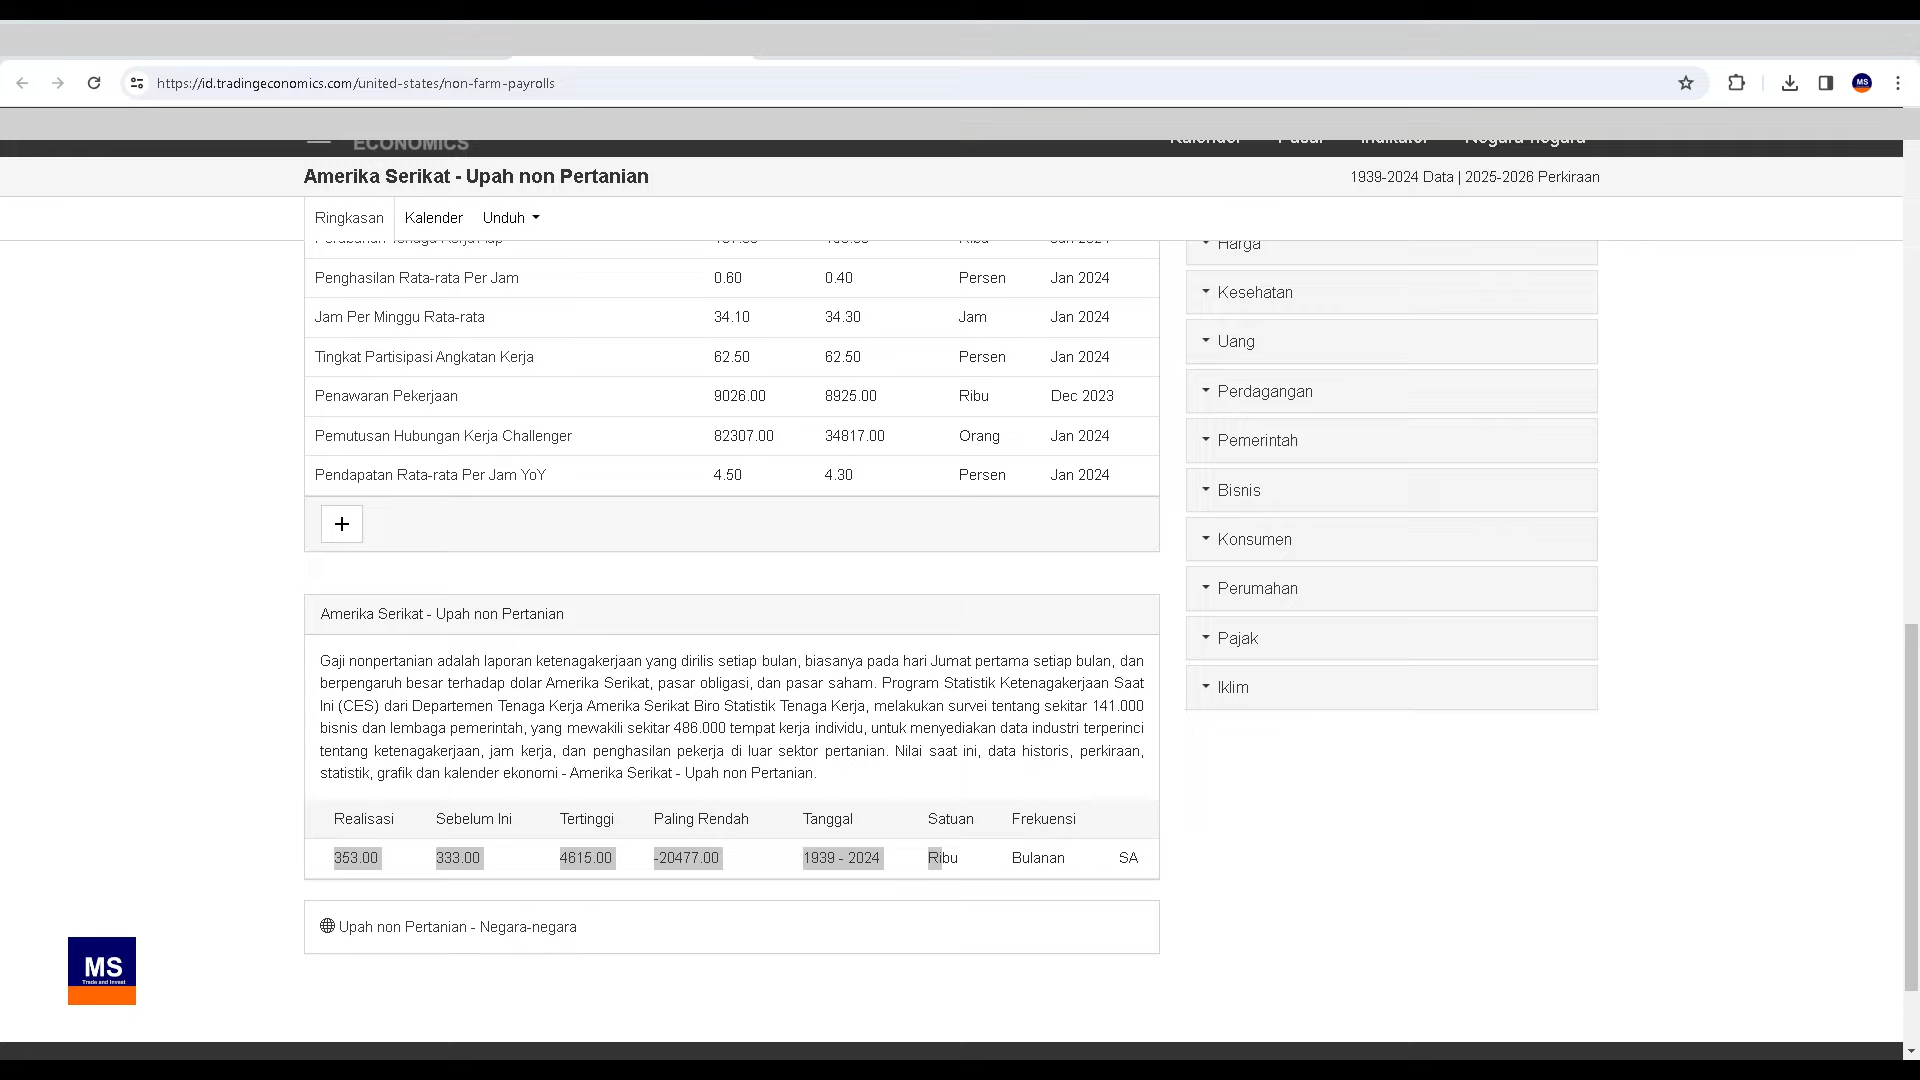 https://id.tradingeconomics.com/united-states/non-farm-payrolls
MS
ECONOMICS
Kalender Pasar Indikator Negara-negara
Amerika Serikat - Upah non Pertanian
1939-2024 Data | 2025-2026 Perkiraan
Ringkasan Kalender Unduh
Penghasilan Rata-rata Per Jam 0.60 0.40 Persen Jan 2024
Jam Per Minggu Rata-rata 34.10 34.30 Jam Jan 2024
Tingkat Partisipasi Angkatan Kerja 62.50 62.50 Persen Jan 2024
Penawaran Pekerjaan 9026.00 8925.00 Ribu Dec 2023
Pemutusan Hubungan Kerja Challenger 82307.00 34817.00 Orang Jan 2024
Pendapatan Rata-rata Per Jam YoY 4.50 4.30 Persen Jan 2024
+
Amerika Serikat - Upah non Pertanian
Gaji nonpertanian adalah laporan ketenagakerjaan yang dirilis setiap bulan, biasanya pada hari Jumat pertama setiap bulan, dan
berpengaruh besar terhadap dolar Amerika Serikat, pasar obligasi, dan pasar saham. Program Statistik Ketenagakerjaan Saat
Ini (CES) dari Departemen Tenaga Kerja Amerika Serikat Biro Statistik Tenaga Kerja, melakukan survei tentang sekitar 141.000
bisnis dan lembaga pemerintah, yang mewakili sekitar 486.000 tempat kerja individu, untuk menyediakan data industri terperinci
tentang ketenagakerjaan, jam kerja, dan penghasilan pekerja di luar sektor pertanian. Nilai saat ini, data historis, perkiraan,
statistik, grafik dan kalender ekonomi - Amerika Serikat - Upah non Pertanian.
Realisasi Sebelum Ini Tertinggi Paling Rendah Tanggal Satuan Frekuensi
353.00 333.00 4615.00 -20477.00 1939 - 2024 Ribu Bulanan SA
Upah non Pertanian - Negara-negara
Harga
Kesehatan
Uang
Perdagangan
Pemerintah
Bisnis
Konsumen
Perumahan
Pajak
Iklim
MS
Trade and Invest